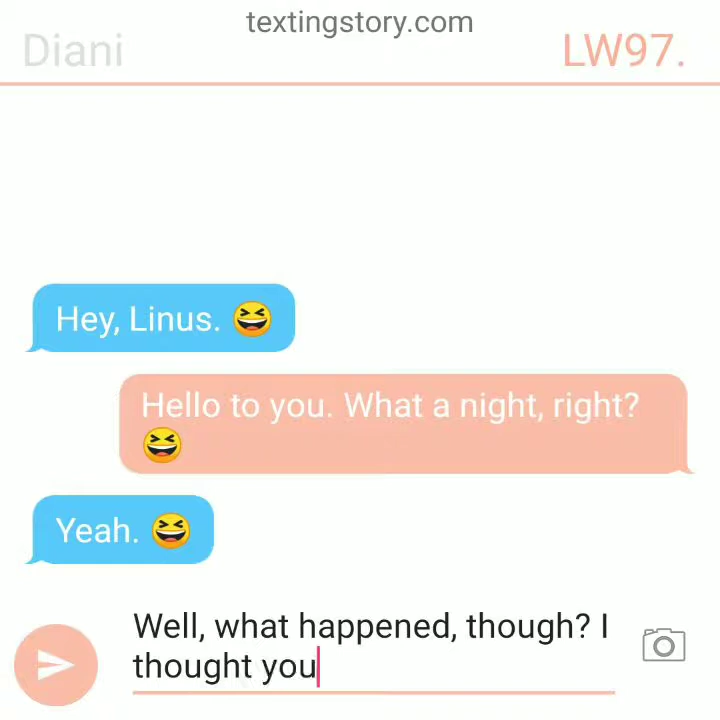 textingstory.com
Diani
LW97.
Hey, Linus. 😆
Hello to you. What a night, right?
😆
Yeah. 😆
Well, what happened, though? I
thought you